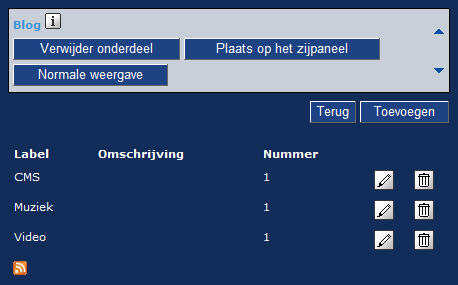 Blog i
Verwijder onderdeel Plaats op het zijpaneel
Normale weergave
Terug Toevoegen
Label Omschrijving Nummer
CMS 1
Muziek 1
Video 1